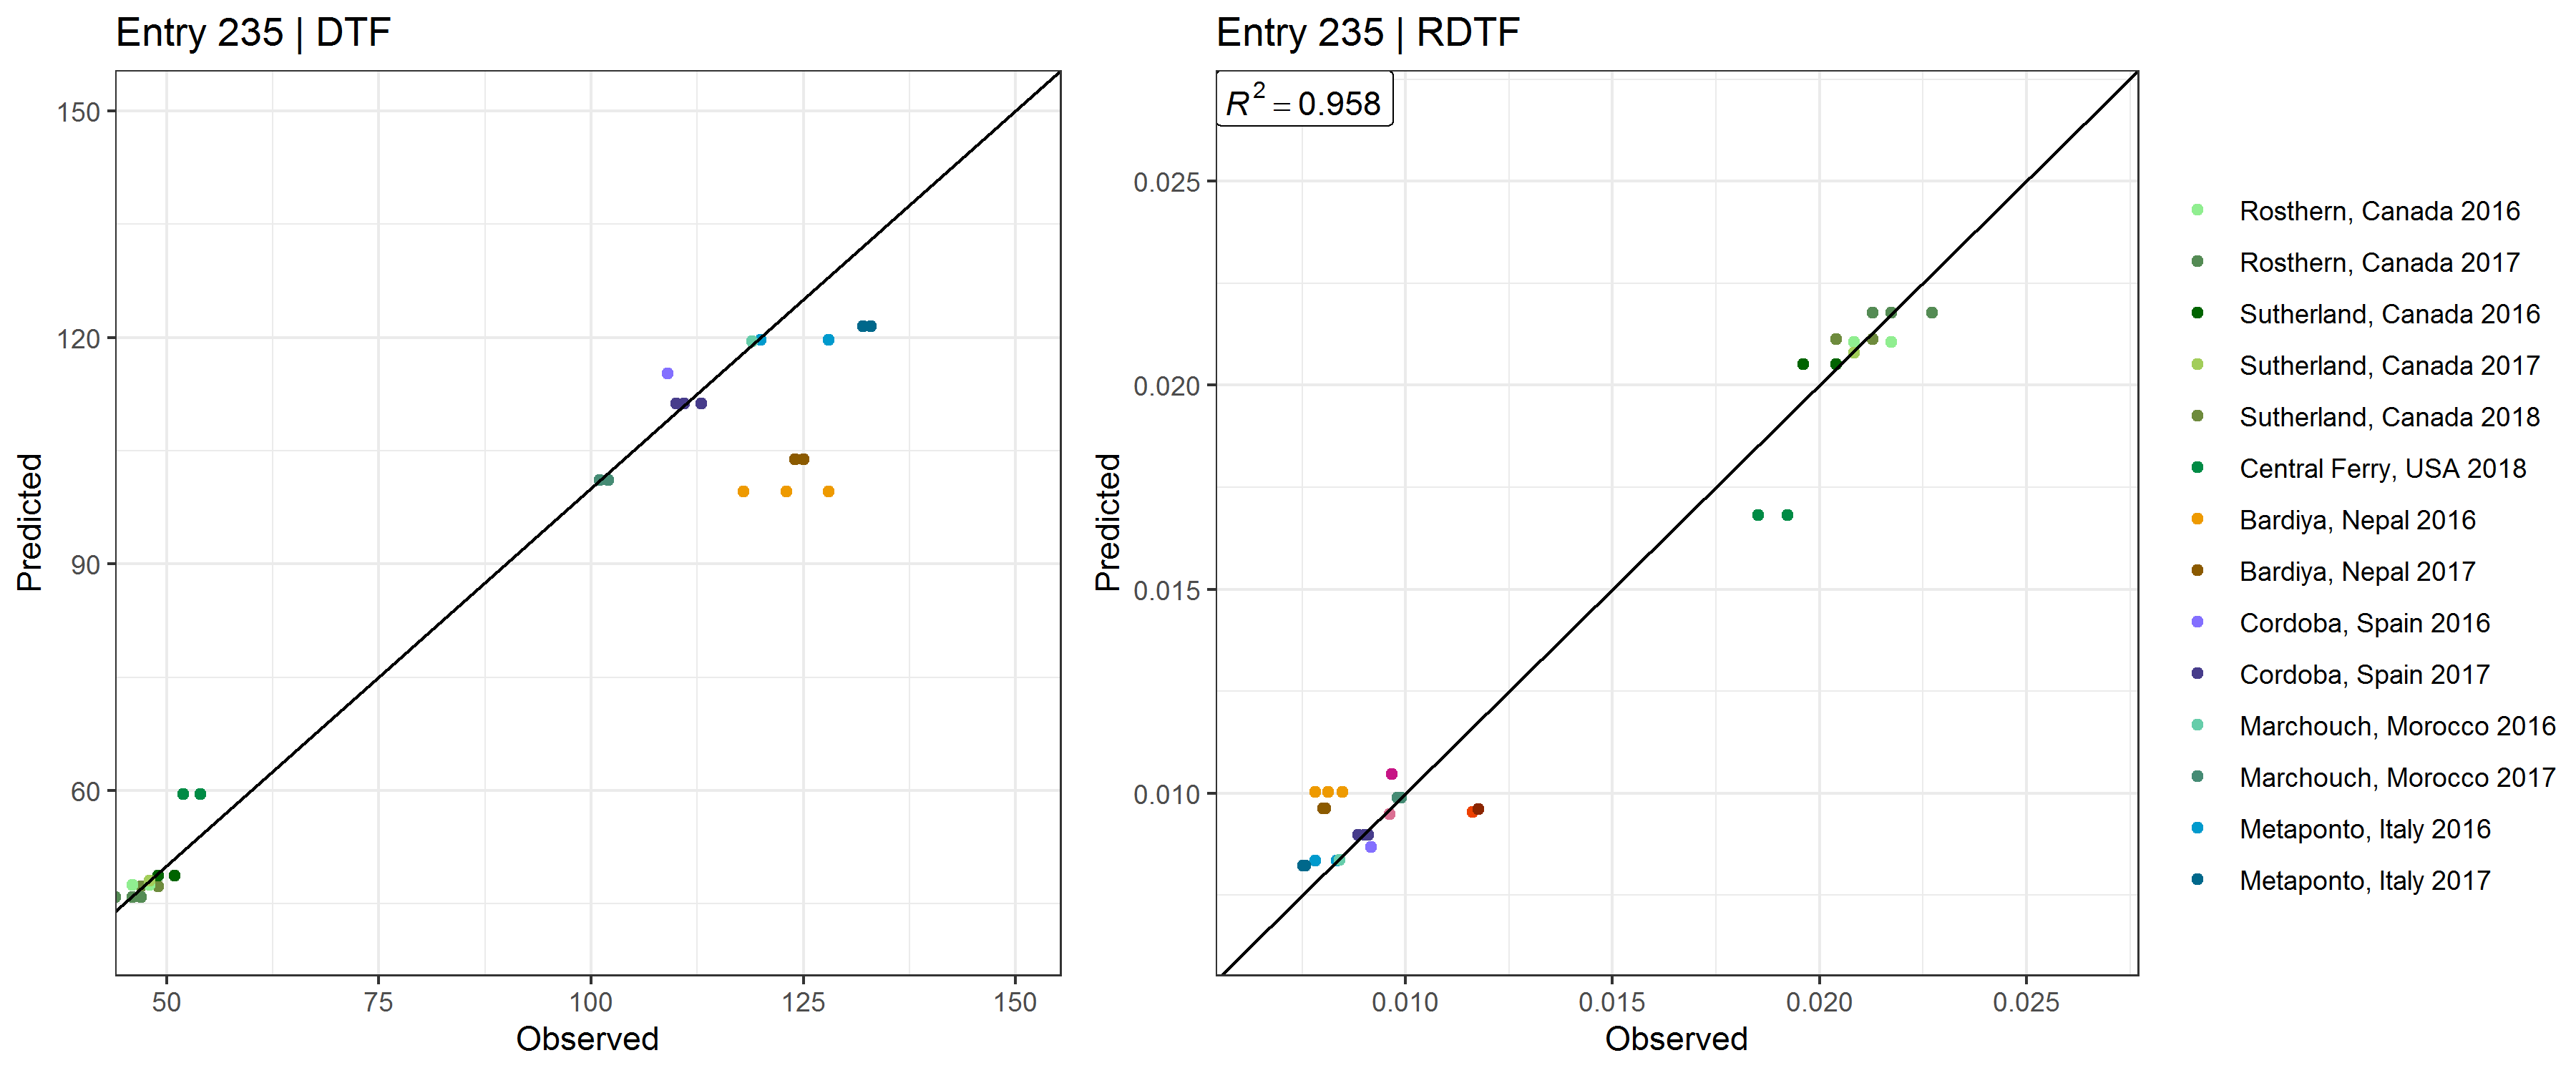 Entry 235 | DTF
150
120
90
60
Predicted
50 75 100 125 150
Observed
Entry 235 | RDTF
R² = 0.958
0.025
0.020
0.015
0.010
Predicted
0.010 0.015 0.020 0.025
Observed
Rosthern, Canada 2016
Rosthern, Canada 2017
Sutherland, Canada 2016
Sutherland, Canada 2017
Sutherland, Canada 2018
Central Ferry, USA 2018
Bardiya, Nepal 2016
Bardiya, Nepal 2017
Cordoba, Spain 2016
Cordoba, Spain 2017
Marchouch, Morocco 2016
Marchouch, Morocco 2017
Metaponto, Italy 2016
Metaponto, Italy 2017